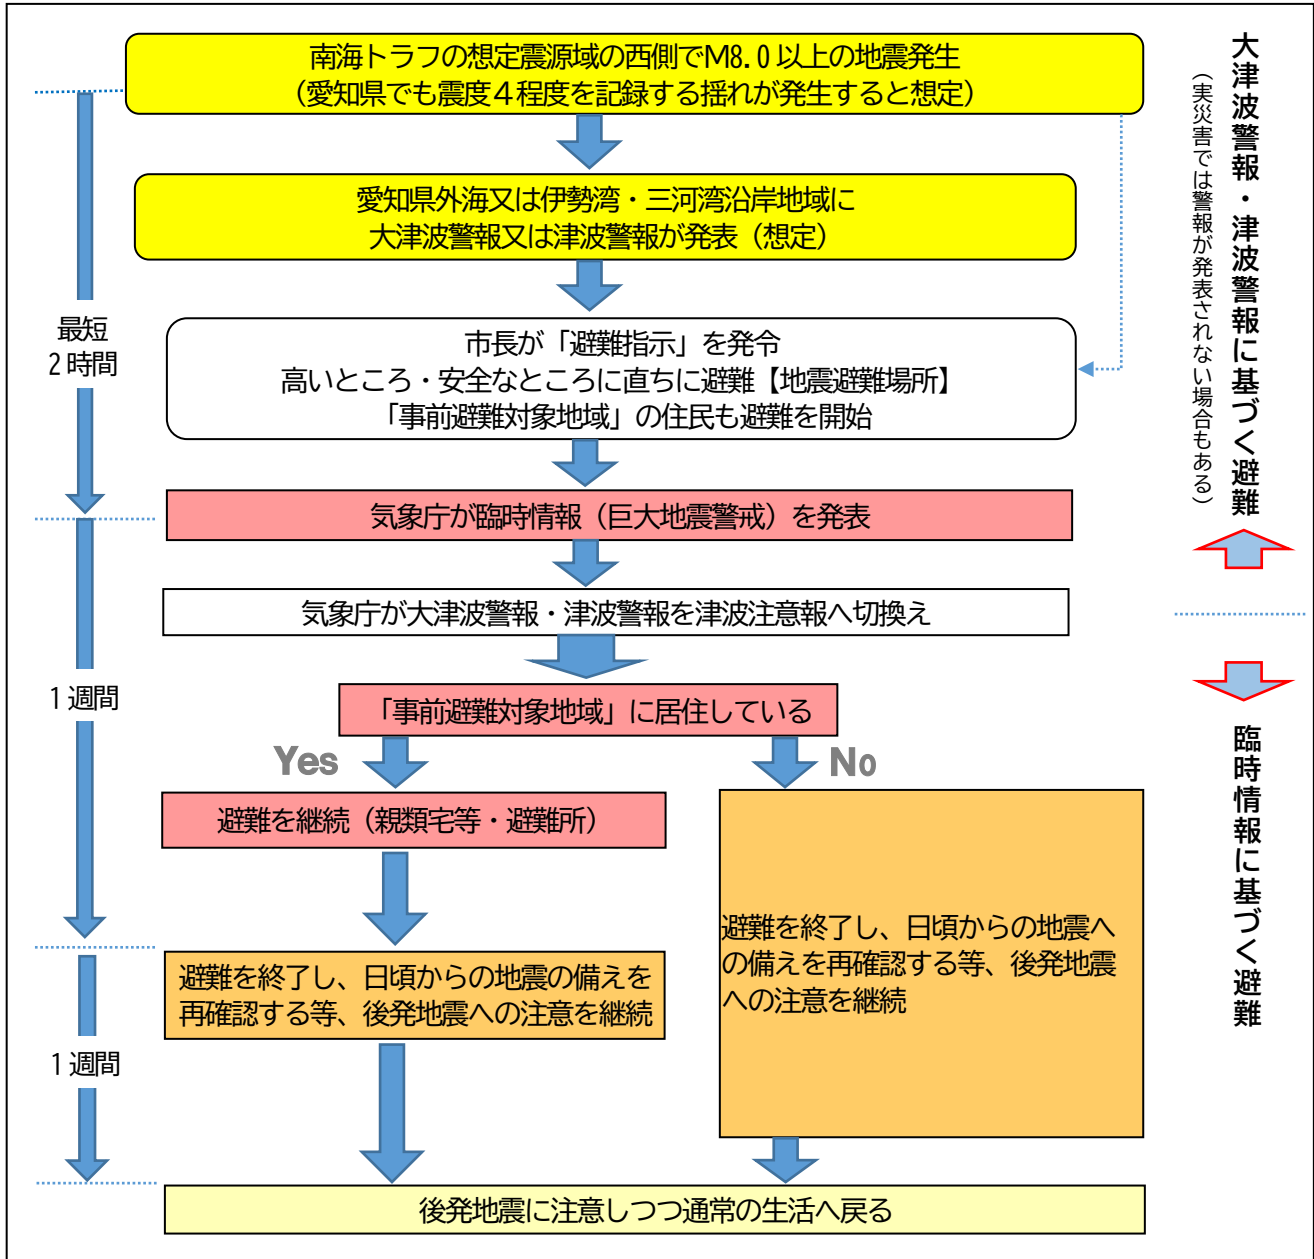 南海トラフの想定震源域の西側でM8.0以上の地震発生
（愛知県でも震度４程度を記録する揺れが発生すると想定）
愛知県外海又は伊勢湾・三河湾沿岸地域に
大津波警報又は津波警報が発表（想定）
市長が「避難指示」を発令
高いところ・安全なところに直ちに避難【地震避難場所】
「事前避難対象地域」の住民も避難を開始
最短
2時間
大津波警報・津波警報に基づく避難
（実災害では警報が発表されない場合もある）
気象庁が臨時情報（巨大地震警戒）を発表
気象庁が大津波警報・津波警報を津波注意報へ切換え
1週間
「事前避難対象地域」に居住している
Yes
No
避難を継続（親類宅等・避難所）
避難を終了し、日頃からの地震の備えを
再確認する等、後発地震への注意を継続
避難を終了し、日頃からの地震へ
の備えを再確認する等、後発地震
への注意を継続
臨時情報に基づく避難
1週間
後発地震に注意しつつ通常の生活へ戻る